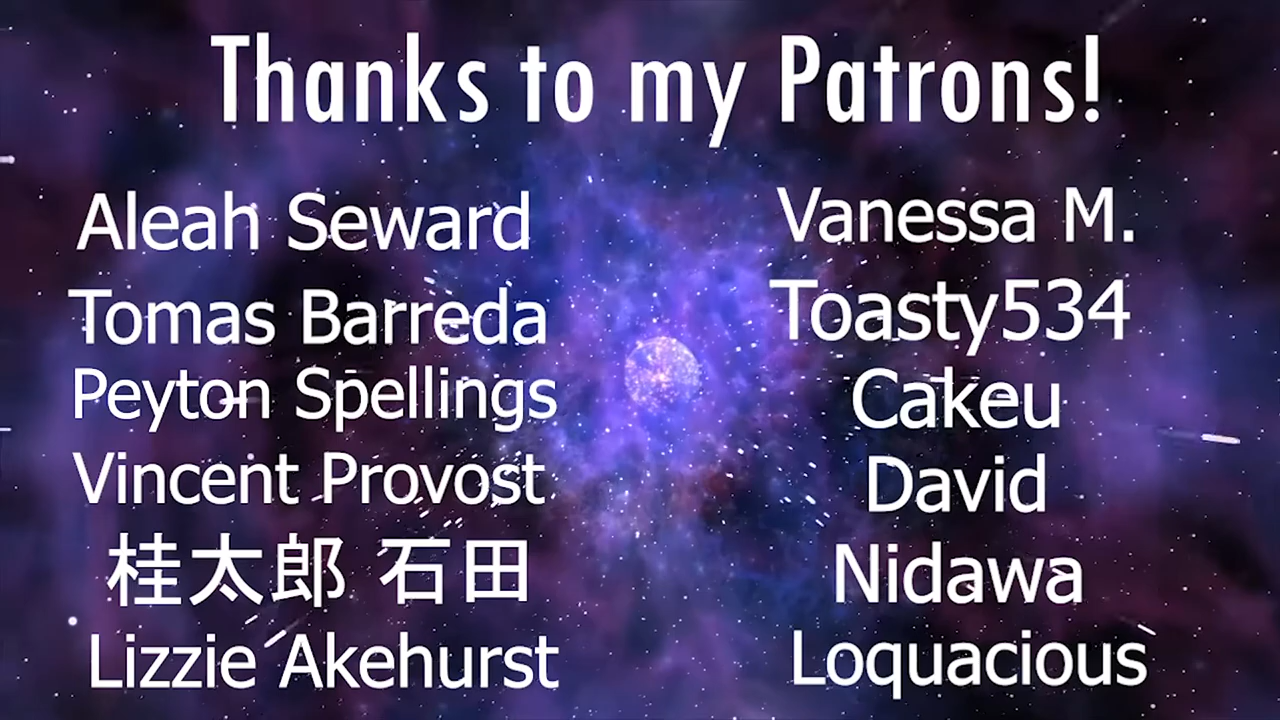 Thanks to my Patrons!
Aleah Seward
Tomas Barreda
Peyton Spellings
Vincent Provost
桂太郎 石田
Lizzie Akehurst
Vanessa M.
Toasty534
Cakeu
David
Nidawa
Loquacious